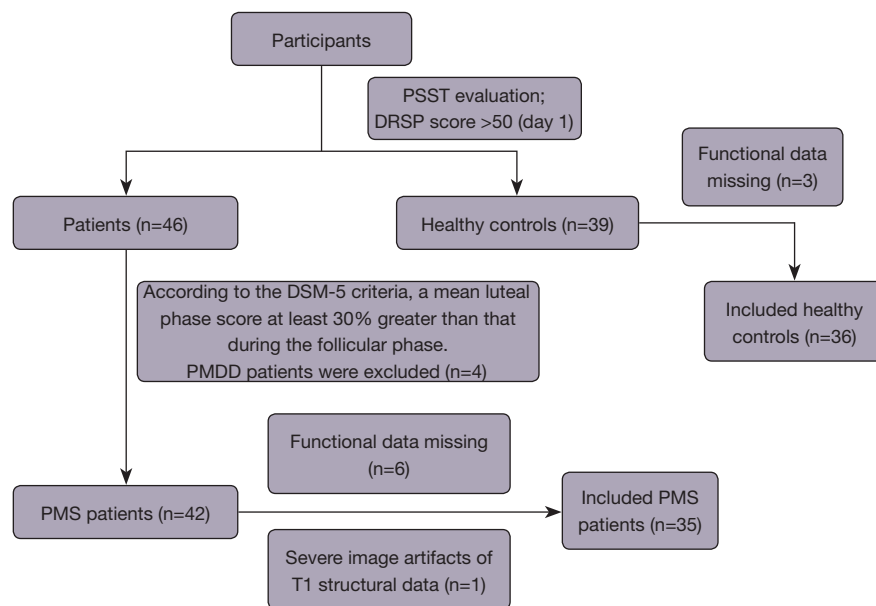 Participants
PSST evaluation;
DRSP score >50 (day 1)
Functional data
missing (n=3)
Patients (n=46)
Healthy controls (n=39)
According to the DSM-5 criteria, a mean luteal
phase score at least 30% greater than that
during the follicular phase.
PMDD patients were excluded (n=4)
Included healthy
controls (n=36)
Functional data missing
(n=6)
PMS patients (n=42)
Included PMS
patients (n=35)
Severe image artifacts of
T1 structural data (n=1)